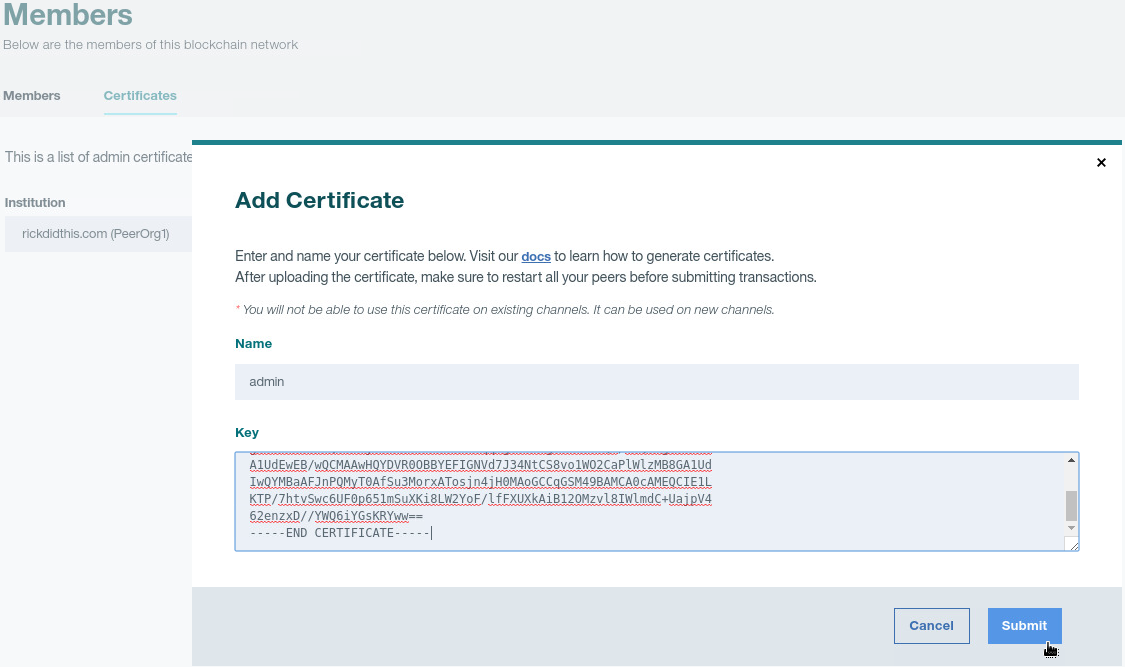 Members
Below are the members of this blockchain network
Members
Certificates
This is a list of admin certificate
Institution
rickdidthis.com (PeerOrg1)
×
Add Certificate
Enter and name your certificate below. Visit our docs to learn how to generate certificates.
After uploading the certificate, make sure to restart all your peers before submitting transactions.
* You will not be able to use this certificate on existing channels. It can be used on new channels.
Name
admin
Key
A1UdEwEB/wQCMAAwHQYDVR0OBBYEFIGNVd7J34NtCS8vo1WO2CaPlWlzMB8GA1Ud
IwQYMBaAFJnPQMyT0AfSu3MorxATosjn4jH0MAoGCCqGSM49BAMCA0cAMEQCIE1L
KTP/7htvSwc6UF0p651mSuXKi8LW2YoF/lfFXUXkAiB12OMzvl8IWlmdC+UajpV4
62enzxD//YWQ6iYGsKRYww==
-----END CERTIFICATE-----
Cancel
Submit